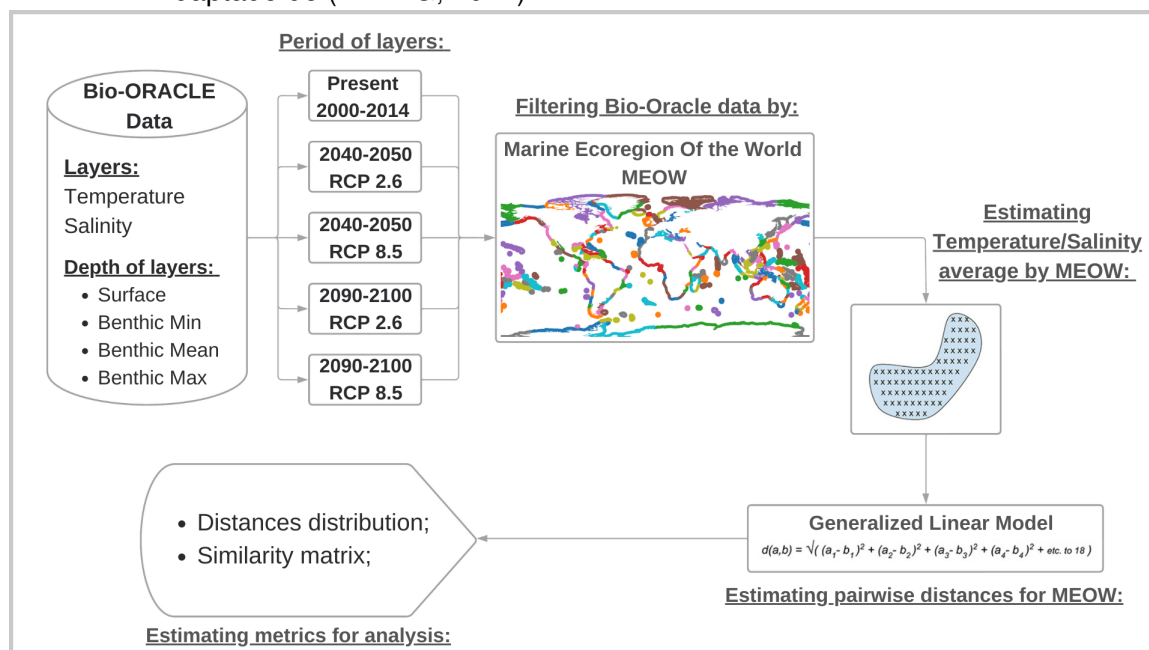 Period of layers:
Bio-ORACLE
Data
Layers:
Temperature
Salinity
Depth of layers:
• Surface
• Benthic Min
• Benthic Mean
• Benthic Max
Present
2000-2014
2040-2050
RCP 2.6
2040-2050
RCP 8.5
2090-2100
RCP 2.6
2090-2100
RCP 8.5
Filtering Bio-Oracle data by:
Marine Ecoregion Of the World
MEOW
Estimating
Temperature/Salinity
average by MEOW:
x x x
x x x x
x x x x x
x x x x
x x x x x
x x x x x x x x x x x x
x x x x x x x x x x x
x x x x x x x x x x
x x x x x x x x x
x x x x x
Generalized Linear Model
d(a,b) = √( (a₁- b₁)² + (a₂- b₂)² + (a₃- b₃)² + (a₄- b₄)² + etc. to 18 )
Estimating pairwise distances for MEOW:
• Distances distribution;
• Similarity matrix;
Estimating metrics for analysis: